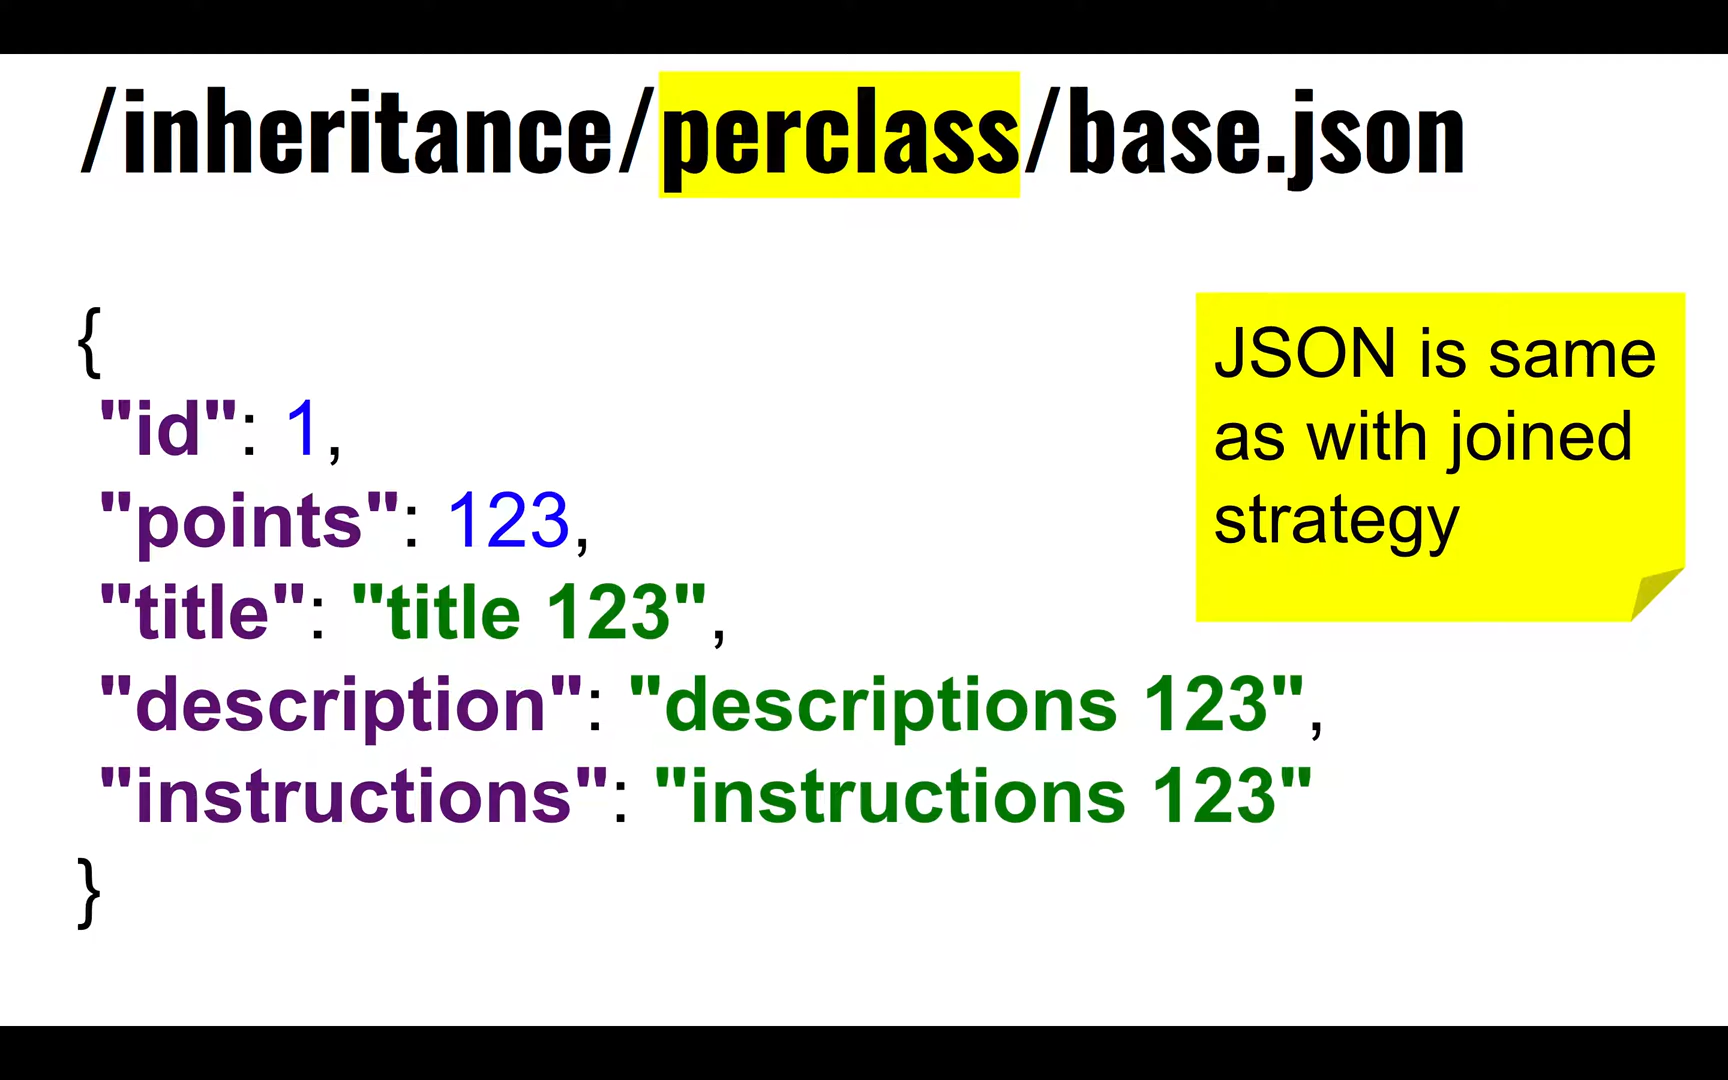 /inheritance/perclass/base.json
{
"id": 1,
"points": 123,
"title": "title 123",
"description": "descriptions 123",
"instructions": "instructions 123"
}
JSON is same
as with joined
strategy